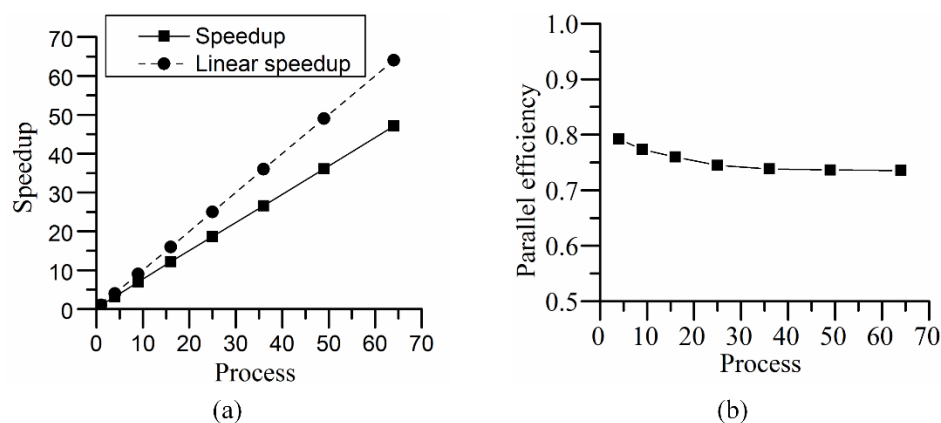 Speedup
Linear speedup
70
60
50
40
30
20
10
0
Speedup
0 10 20 30 40 50 60 70
Process
(a)
1.0
0.9
0.8
0.7
0.6
0.5
Parallel efficiency
0 10 20 30 40 50 60 70
Process
(b)